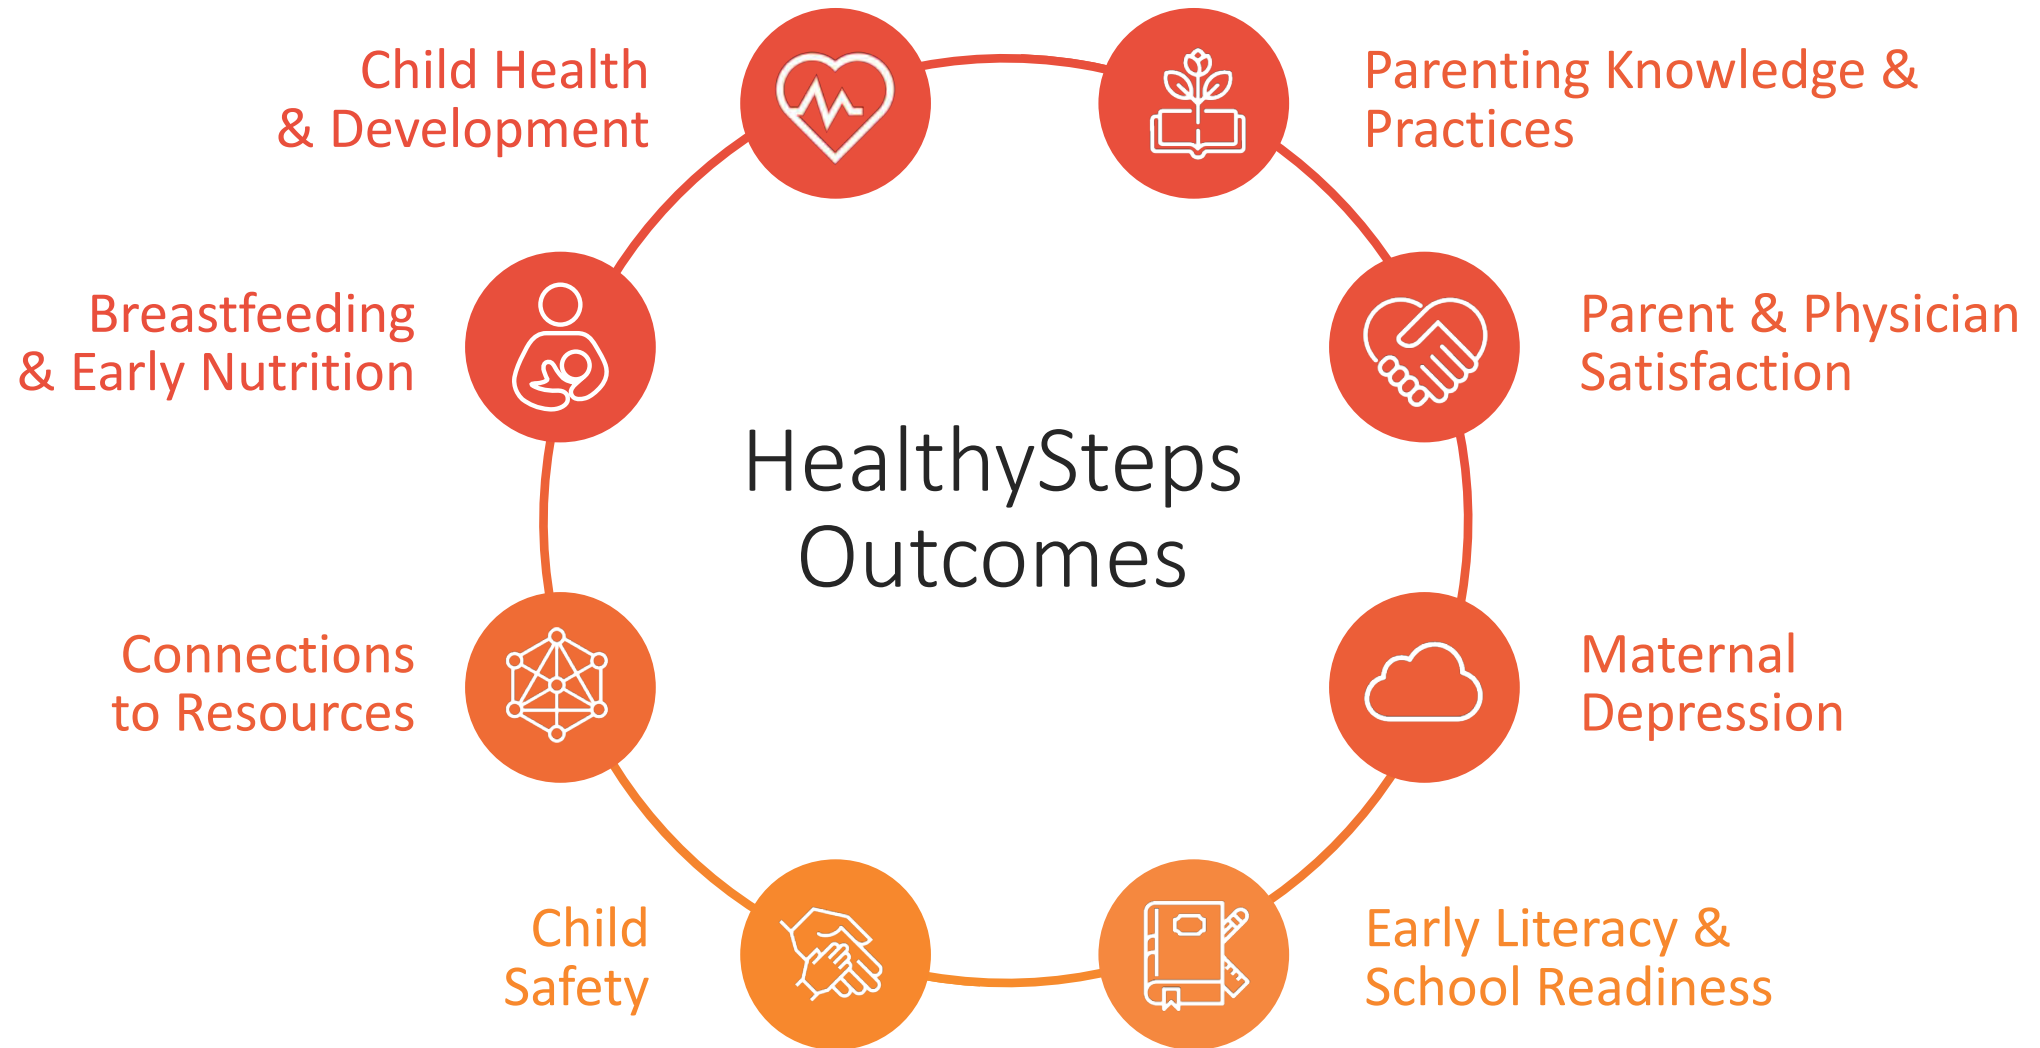 Child Health
& Development
Parenting Knowledge &
Practices
Breastfeeding
& Early Nutrition
Parent & Physician
Satisfaction
HealthySteps
Outcomes
Connections
to Resources
Maternal
Depression
Child
Safety
Early Literacy &
School Readiness